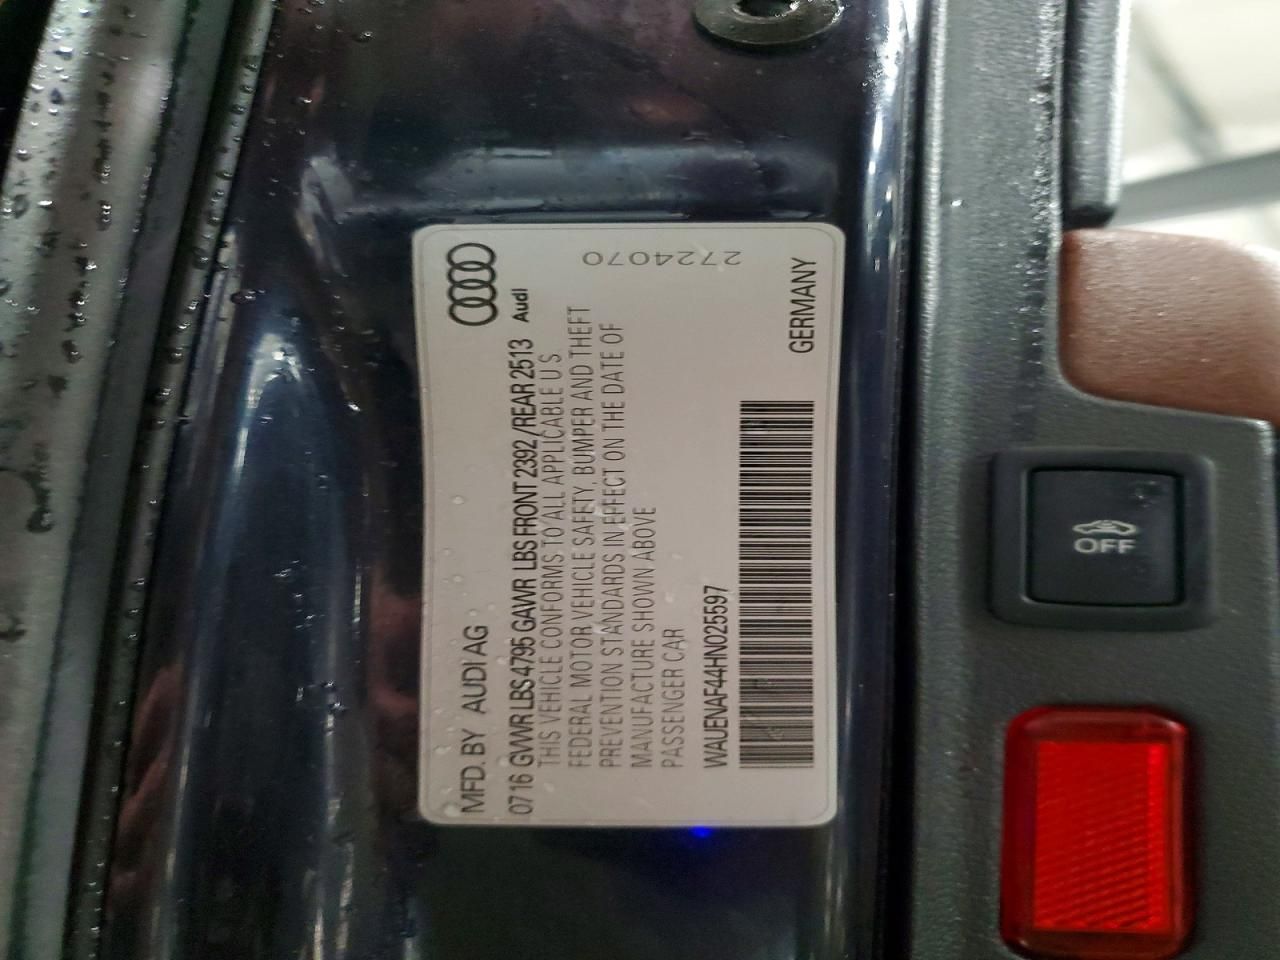 MFD. BY AUDI AG
Audi
0716 GVWR LBS 4795 GAWR LBS FRONT 2392 / REAR 2513
THIS VEHICLE CONFORMS TO ALL APPLICABLE U.S.
FEDERAL MOTOR VEHICLE SAFETY, BUMPER AND THEFT
PREVENTION STANDARDS IN EFFECT ON THE DATE OF
MANUFACTURE SHOWN ABOVE
PASSENGER CAR
2724070
WAUENAF44HN025597
GERMANY
OFF